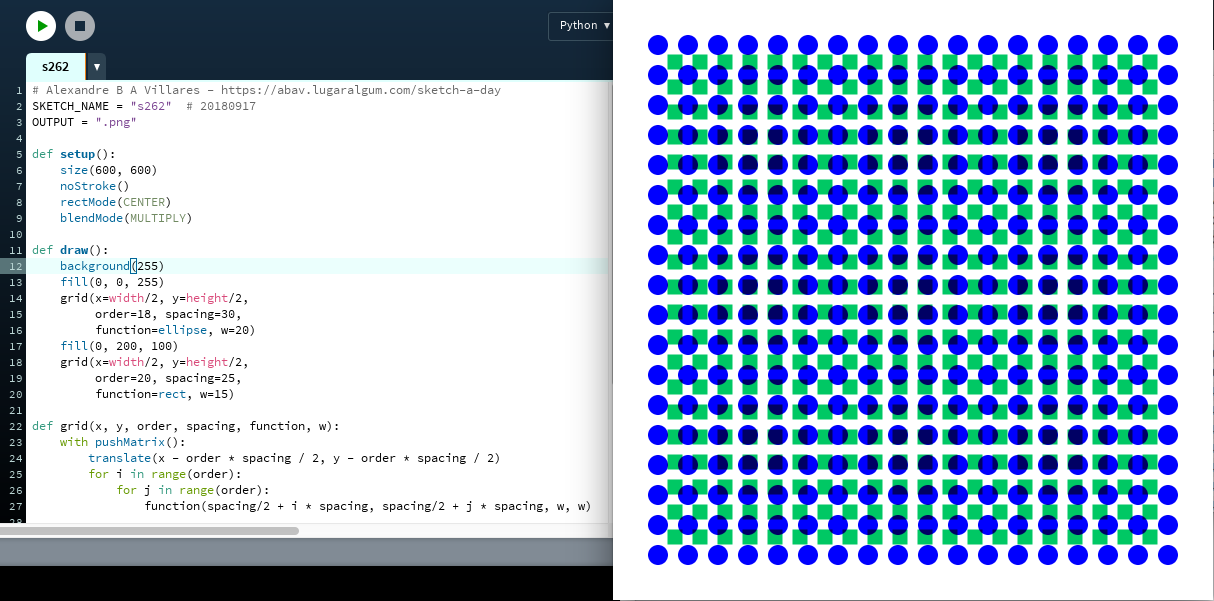 Python ▼
s262 ▼
1 # Alexandre B A Villares – https://abav.lugaralgum.com/sketch-a-day
2 SKETCH_NAME = "s262"  # 20180917
3 OUTPUT = ".png"
4
5 def setup():
6     size(600, 600)
7     noStroke()
8     rectMode(CENTER)
9     blendMode(MULTIPLY)
10
11 def draw():
12     background(255)
13     fill(0, 0, 255)
14     grid(x=width/2, y=height/2,
15          order=18, spacing=30,
16          function=ellipse, w=20)
17     fill(0, 200, 100)
18     grid(x=width/2, y=height/2,
19          order=20, spacing=25,
20          function=rect, w=15)
21
22 def grid(x, y, order, spacing, function, w):
23     with pushMatrix():
24         translate(x – order * spacing / 2, y – order * spacing / 2)
25         for i in range(order):
26             for j in range(order):
27                 function(spacing/2 + i * spacing, spacing/2 + j * spacing, w, w)
28